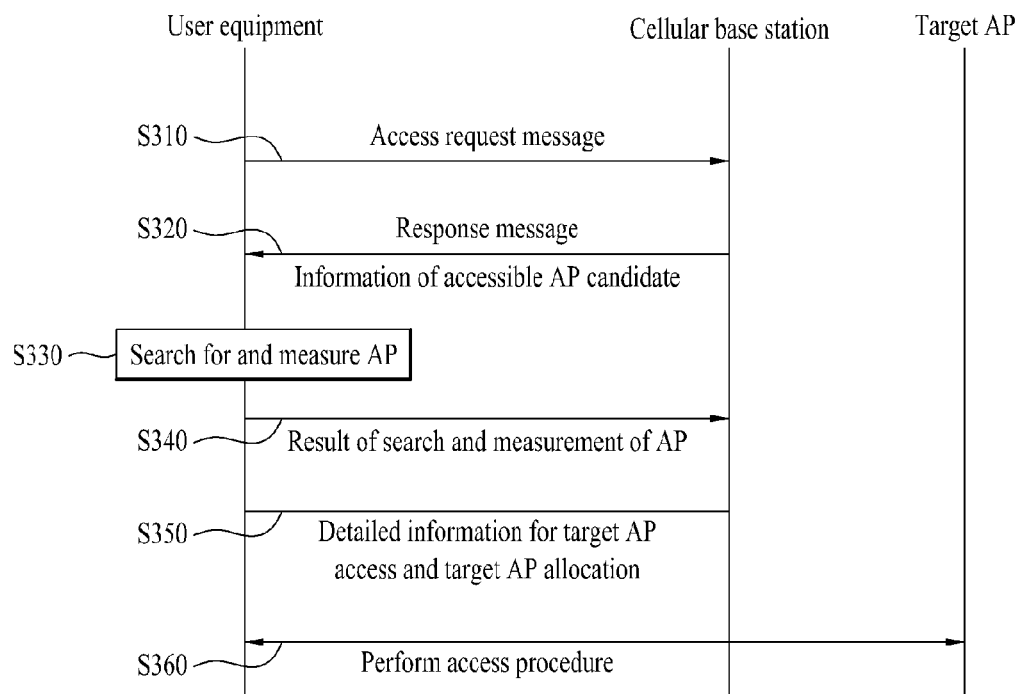 User equipment
Cellular base station
Target AP
S310
Access request message
S320
Response message
Information of accessible AP candidate
S330
Search for and measure AP
S340
Result of search and measurement of AP
S350
Detailed information for target AP
access and target AP allocation
S360
Perform access procedure